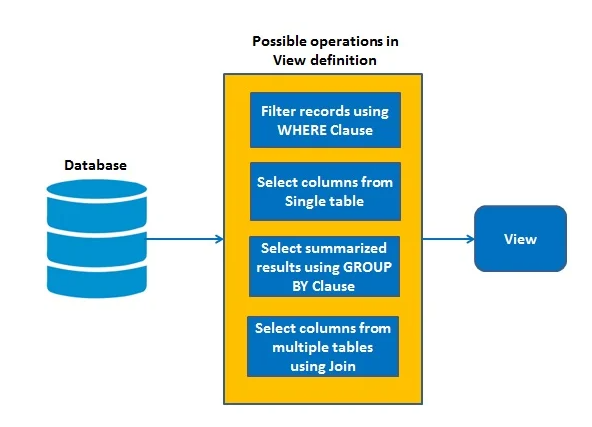 Possible operations in
View definition
Database
Filter records using
WHERE Clause
Select columns from
Single table
Select summarized
results using GROUP
BY Clause
Select columns from
multiple tables
using Join
View